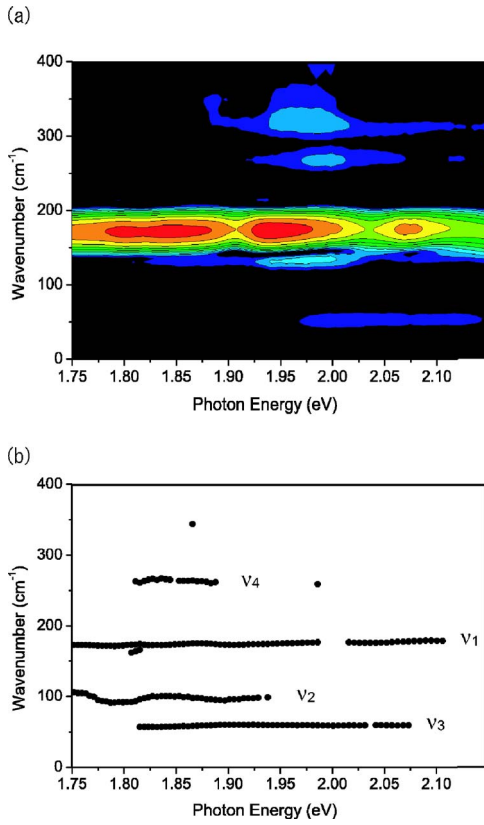 (a)
400
300
200
100
0
Wavenumber (cm⁻¹)
1.75 1.80 1.85 1.90 1.95 2.00 2.05 2.10
Photon Energy (eV)
(b)
400
300
200
100
0
Wavenumber (cm⁻¹)
ν₄
ν₁
ν₂
ν₃
1.75 1.80 1.85 1.90 1.95 2.00 2.05 2.10
Photon Energy (eV)